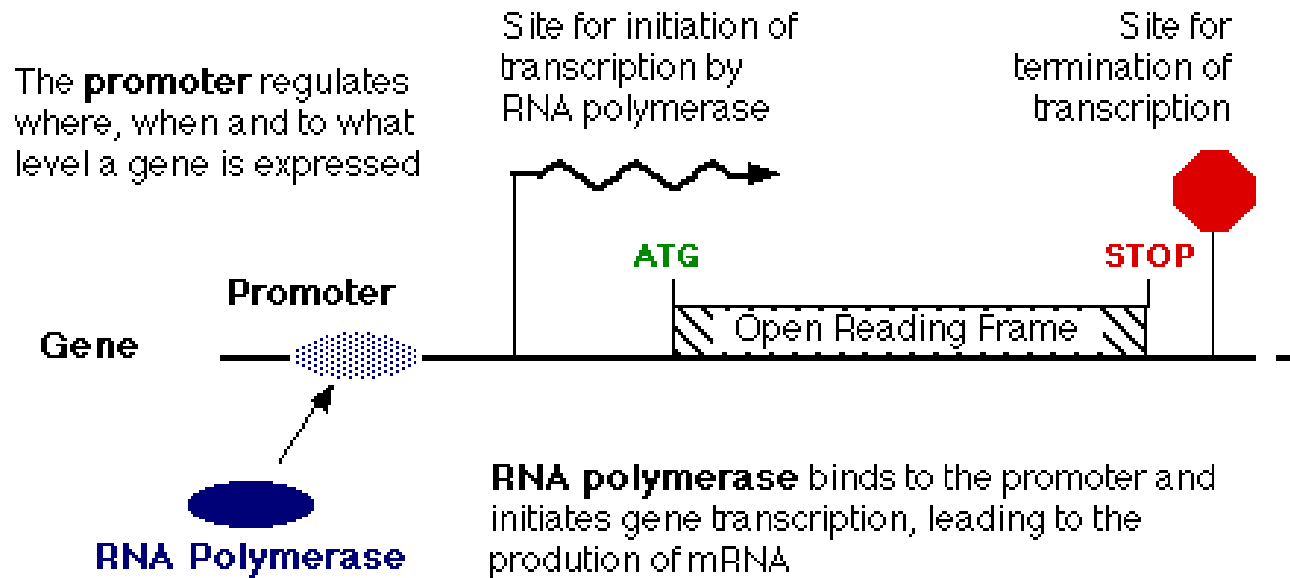 The promoter regulates
where, when and to what
level a gene is expressed
Site for initiation of
transcription by
RNA polymerase
Site for
termination of
transcription
ATG
STOP
Promoter
Gene
Open Reading Frame
RNA Polymerase
RNA polymerase binds to the promoter and
initiates gene transcription, leading to the
prodution of mRNA